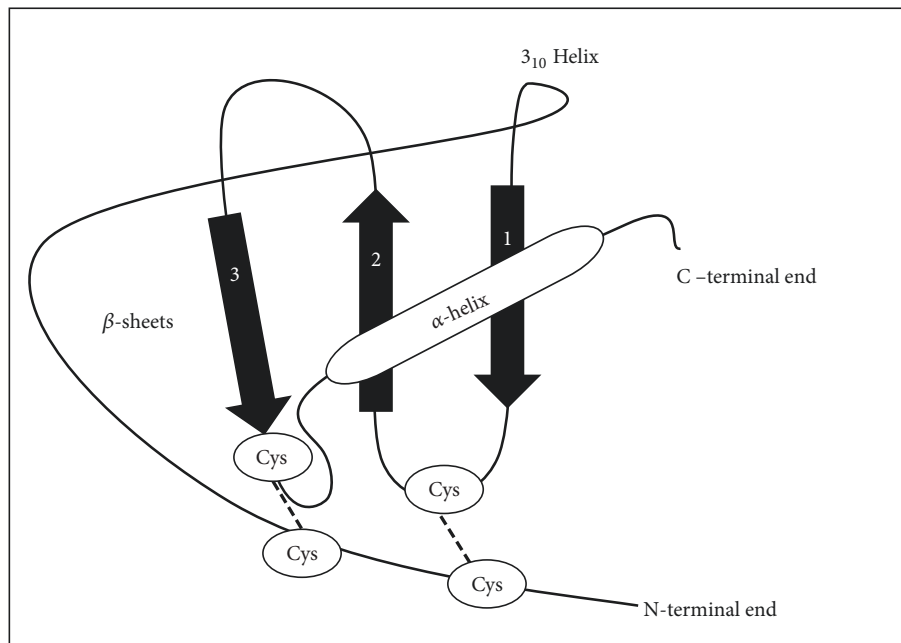 3₁₀ Helix
1
2
3
C –terminal end
α-helix
β-sheets
Cys
Cys
Cys
Cys
N-terminal end